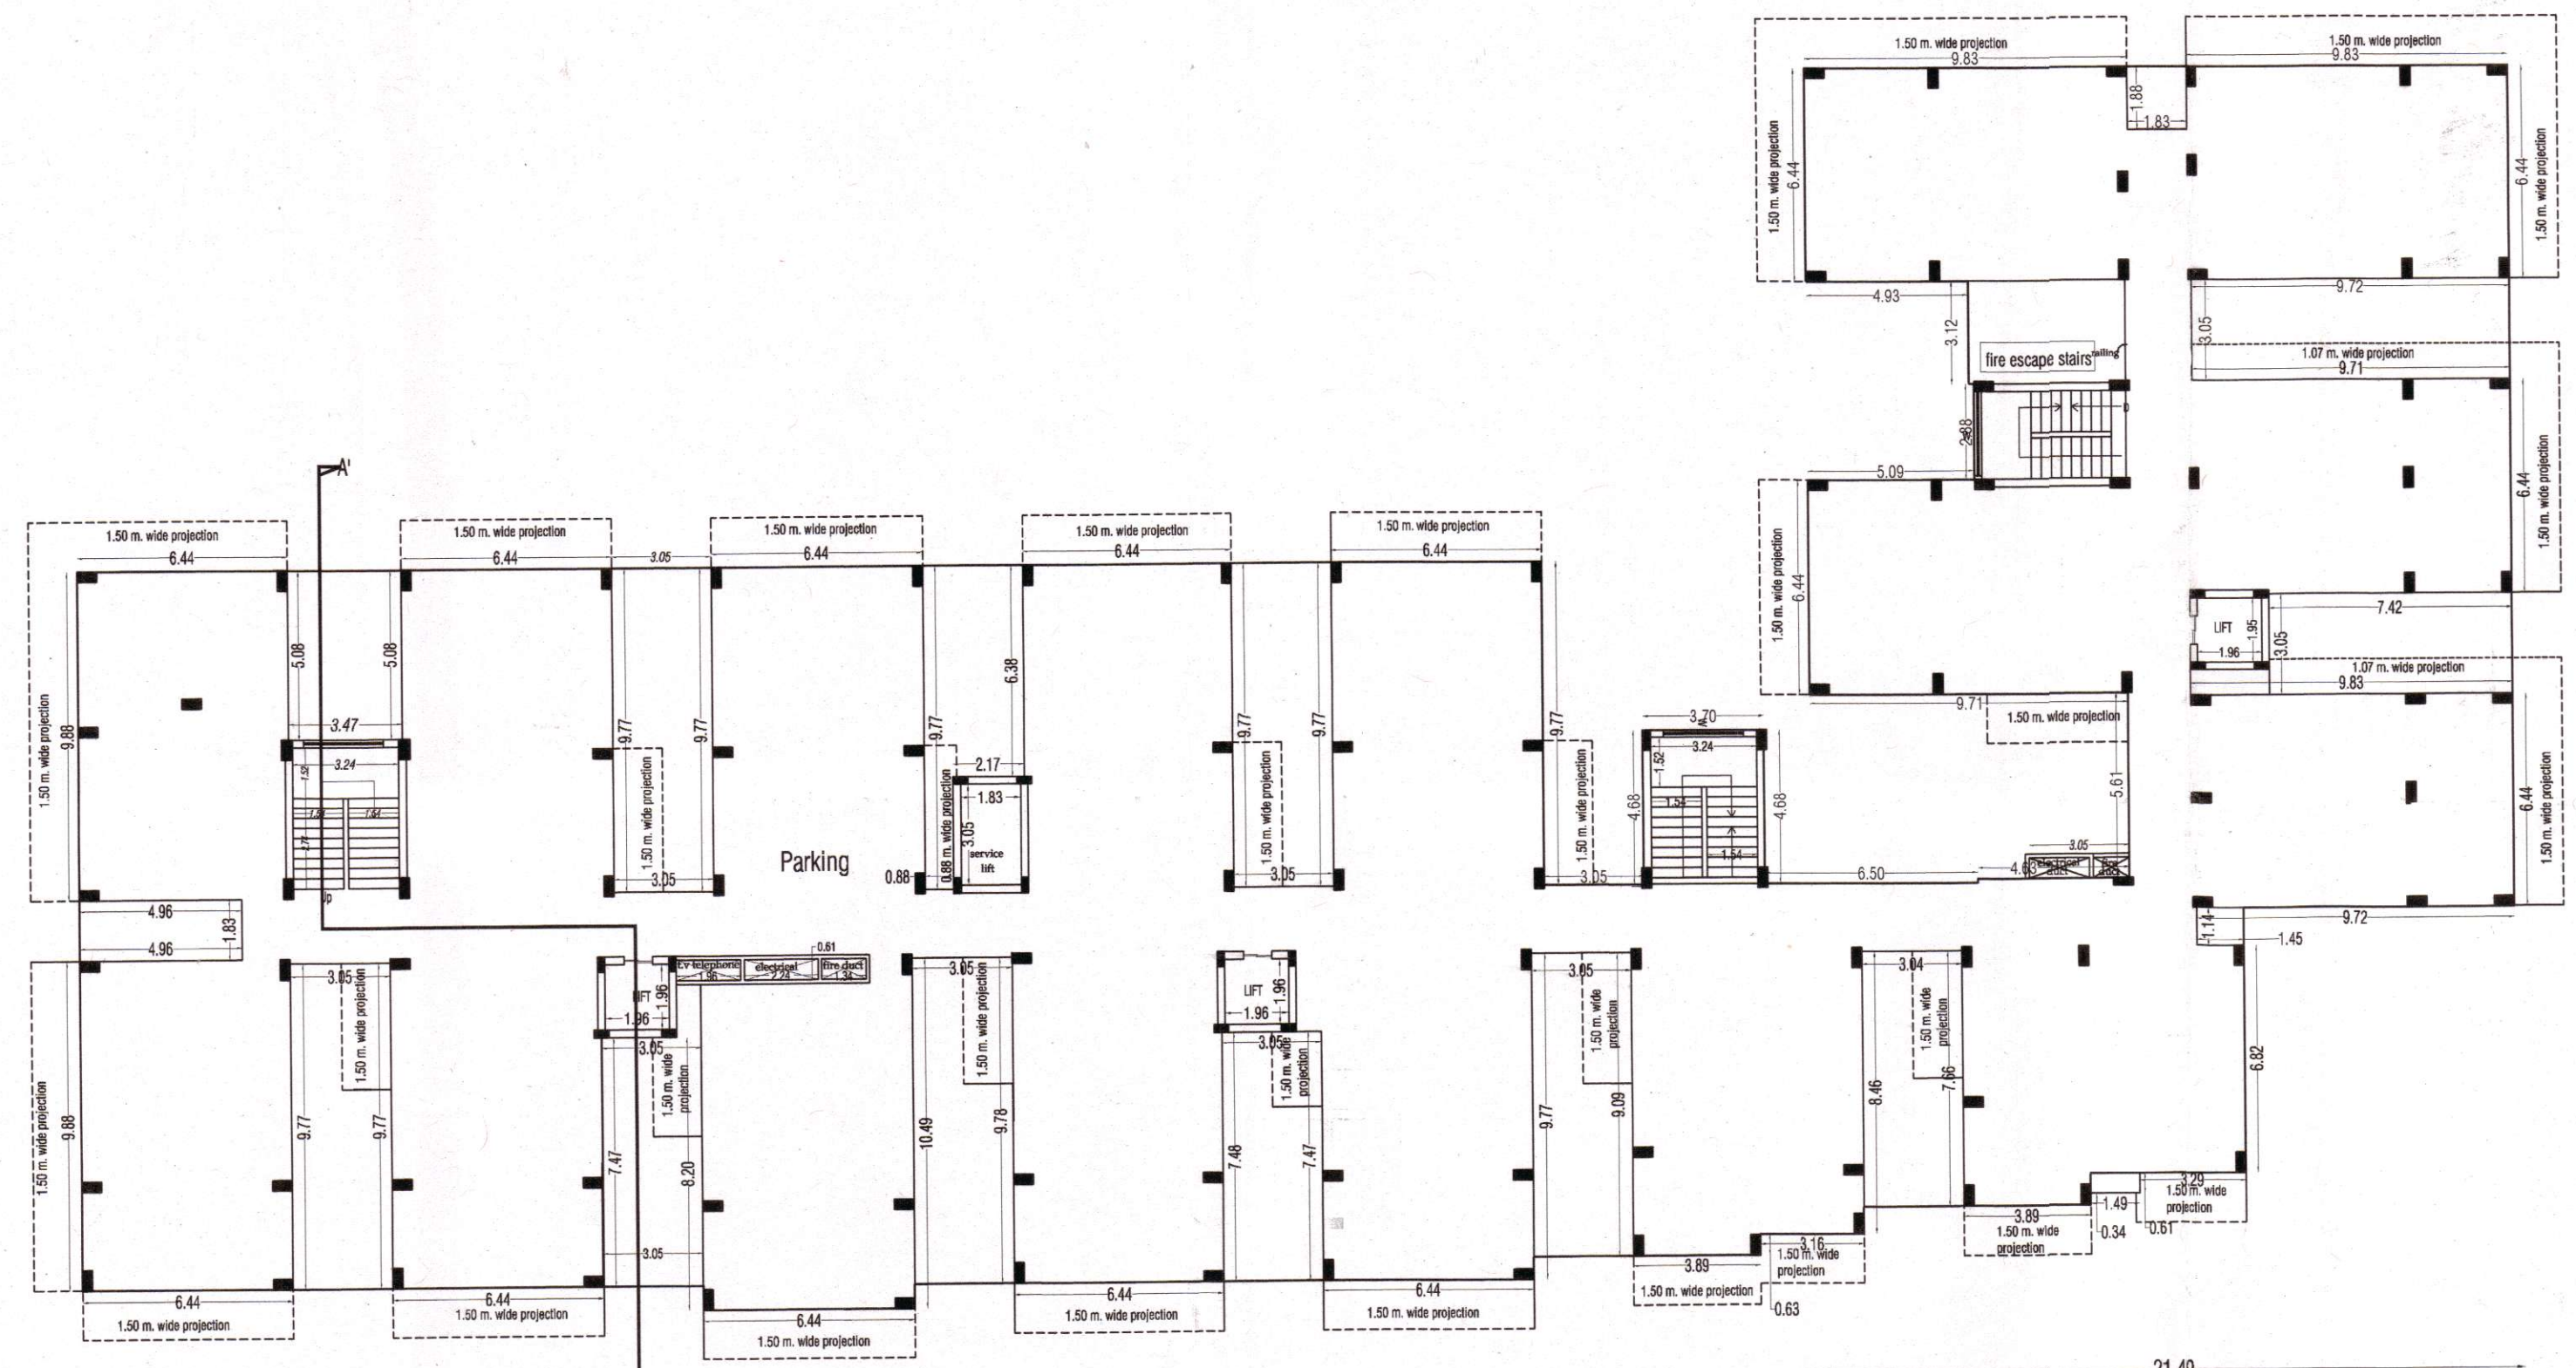 1.50 m. wide projection
9.83
1.50 m. wide projection
9.83
1.88
1.83
1.50 m. wide projection
6.44
6.44
1.50 m. wide projection
4.93
9.72
3.12
3.05
fire escape stairs
railing
1.07 m. wide projection
9.71
D
2.88
5.09
6.44
1.50 m. wide projection
A'
1.50 m. wide projection
6.44
1.50 m. wide projection
6.44
3.05
1.50 m. wide projection
6.44
1.50 m. wide projection
6.44
1.50 m. wide projection
6.44
1.50 m. wide projection
6.44
7.42
LIFT
1.95
1.96
3.05
1.07 m. wide projection
9.83
9.71
1.50 m. wide projection
5.08
5.08
6.38
1.50 m. wide projection
9.88
3.47
3.24
1.52
9.77
9.77
1.50 m. wide projection
9.77
2.17
1.83
3.05
0.88 m. wide projection
service
lift
0.88
9.77
9.77
1.50 m. wide projection
9.77
1.50 m. wide projection
3.70
W
3.24
1.52
4.68
4.68
1.54
1.54
5.61
6.44
1.50 m. wide projection
Parking
3.05
3.05
3.05
6.50
4.63
3.05
electrical
duct
fire
duct
Up
4.96
1.83
4.96
1.14
9.72
1.45
3.05
1.50 m. wide projection
LIFT
1.96
1.96
t.v telephone
1.96
electrical
2.24
fire duct
1.34
0.61
3.05
1.50 m. wide projection
LIFT
1.96
1.96
3.05
1.50 m. wide
projection
3.04
1.50 m. wide
projection
3.05
1.50 m. wide
projection
3.05
1.50 m. wide
projection
6.82
1.50 m. wide projection
9.88
9.77
9.77
7.47
8.20
10.49
9.78
7.48
7.47
9.77
9.09
8.46
7.66
3.05
3.29
1.50 m. wide
projection
1.49
0.34
0.61
3.89
1.50 m. wide
projection
3.16
1.50 m. wide
projection
3.89
1.50 m. wide projection
0.63
6.44
1.50 m. wide projection
6.44
1.50 m. wide projection
6.44
1.50 m. wide projection
6.44
1.50 m. wide projection
6.44
1.50 m. wide projection